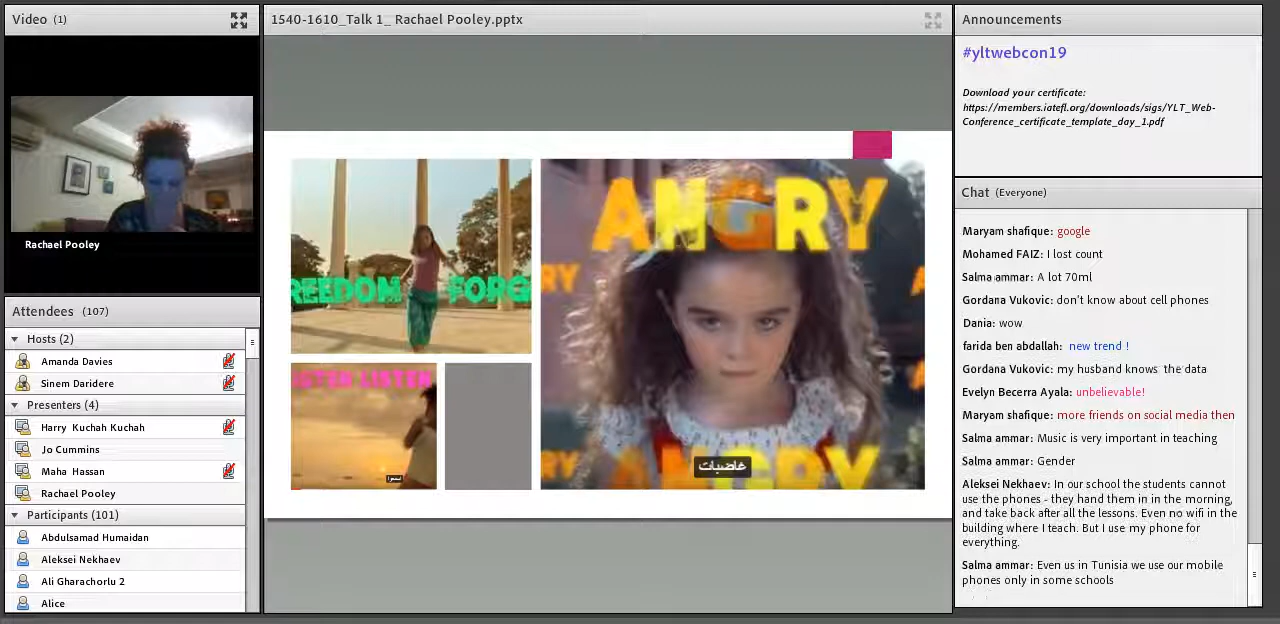 Video (1)
Rachael Pooley
Attendees (107)
Hosts (2)
Amanda Davies
Sinem Daridere
Presenters (4)
Harry Kuchah Kuchah
Jo Cummins
Maha Hassan
Rachael Pooley
Participants (101)
Abdulsamad Humaidan
Aleksei Nekhaev
Ali Gharachorlu 2
Alice
1540-1610_Talk 1_ Rachael Pooley.pptx
REEDOM FORG
STEN LISTEN
ANGRY
RY
غاضبات
RY ANGRY
Announcements
#yltwebcon19
Download your certificate:
https://members.iatefl.org/downloads/sigs/YLT_Web-
Conference_certificate_template_day_1.pdf
Chat (Everyone)
Maryam shafique: google
Mohamed FAIZ: I lost count
Salma ammar: A lot 70ml
Gordana Vukovic: don't know about cell phones
Dania: wow
farida ben abdallah: new trend !
Gordana Vukovic: my husband knows the data
Evelyn Becerra Ayala: unbelievable!
Maryam shafique: more friends on social media then
Salma ammar: Music is very important in teaching
Salma ammar: Gender
Aleksei Nekhaev: In our school the students cannot
use the phones - they hand them in in the morning,
and take back after all the lessons. Even no wifi in the
building where I teach. But I use my phone for
everything.
Salma ammar: Even us in Tunisia we use our mobile
phones only in some schools